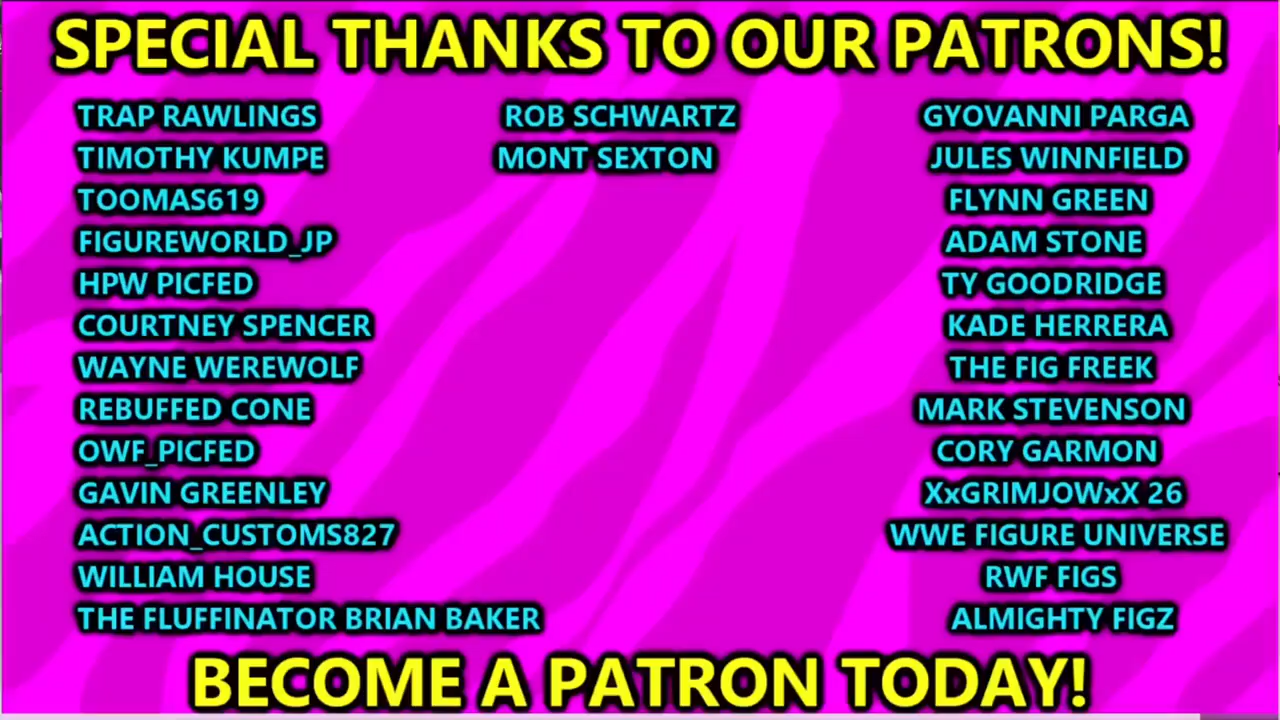 SPECIAL THANKS TO OUR PATRONS!
TRAP RAWLINGS
TIMOTHY KUMPE
TOOMAS619
FIGUREWORLD_JP
HPW PICFED
COURTNEY SPENCER
WAYNE WEREWOLF
REBUFFED CONE
OWF_PICFED
GAVIN GREENLEY
ACTION_CUSTOMS827
WILLIAM HOUSE
THE FLUFFINATOR BRIAN BAKER
ROB SCHWARTZ
MONT SEXTON
GYOVANNI PARGA
JULES WINNFIELD
FLYNN GREEN
ADAM STONE
TY GOODRIDGE
KADE HERRERA
THE FIG FREEK
MARK STEVENSON
CORY GARMON
XxGRIMJOWxX 26
WWE FIGURE UNIVERSE
RWF FIGS
ALMIGHTY FIGZ
BECOME A PATRON TODAY!